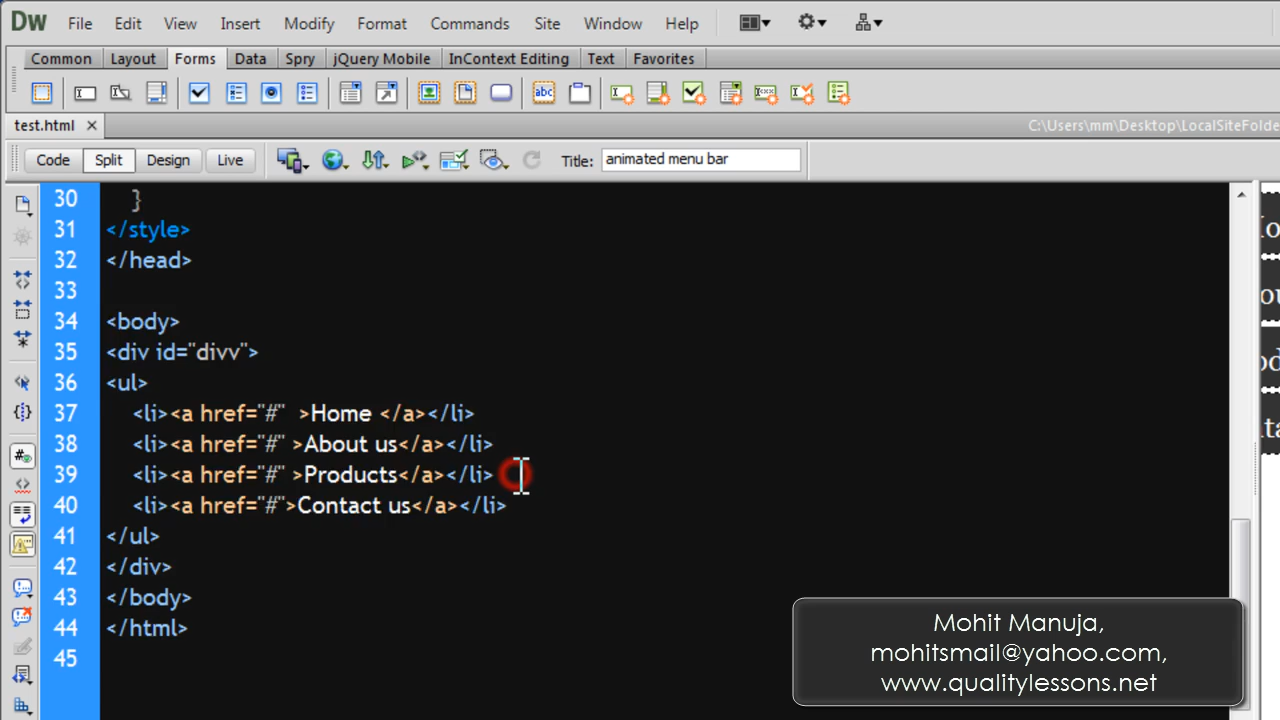 Dw File Edit View Insert Modify Format Commands Site Window Help
Common Layout Forms Data Spry jQuery Mobile InContext Editing Text Favorites
test.html
C:\Users\mm\Desktop\LocalSiteFolde
Code Split Design Live Title: animated menu bar
30 }
31 </style>
32 </head>
33
34 <body>
35 <div id="divv">
36 <ul>
37 <li><a href="#" >Home </a></li>
38 <li><a href="#" >About us</a></li>
39 <li><a href="#" >Products</a></li>
40 <li><a href="#">Contact us</a></li>
41 </ul>
42 </div>
43 </body>
44 </html>
45
Mohit Manuja,
mohitsmail@yahoo.com,
www.qualitylessons.net